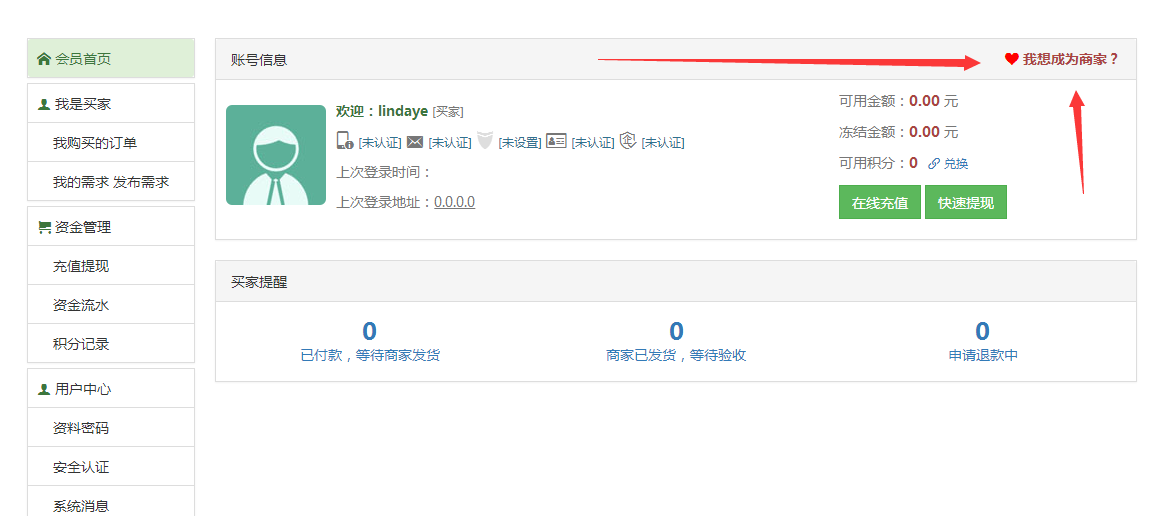 会员首页
我是买家
我购买的订单
我的需求 发布需求
资金管理
充值提现
资金流水
积分记录
用户中心
资料密码
安全认证
系统消息
账号信息
我想成为商家？
欢迎：lindaye [买家]
[未认证] [未认证] [未设置] [未认证] [未认证]
上次登录时间：
上次登录地址：0.0.0.0
可用金额：0.00 元
冻结金额：0.00 元
可用积分：0 兑换
在线充值 快速提现
买家提醒
0
已付款，等待商家发货
0
商家已发货，等待验收
0
申请退款中